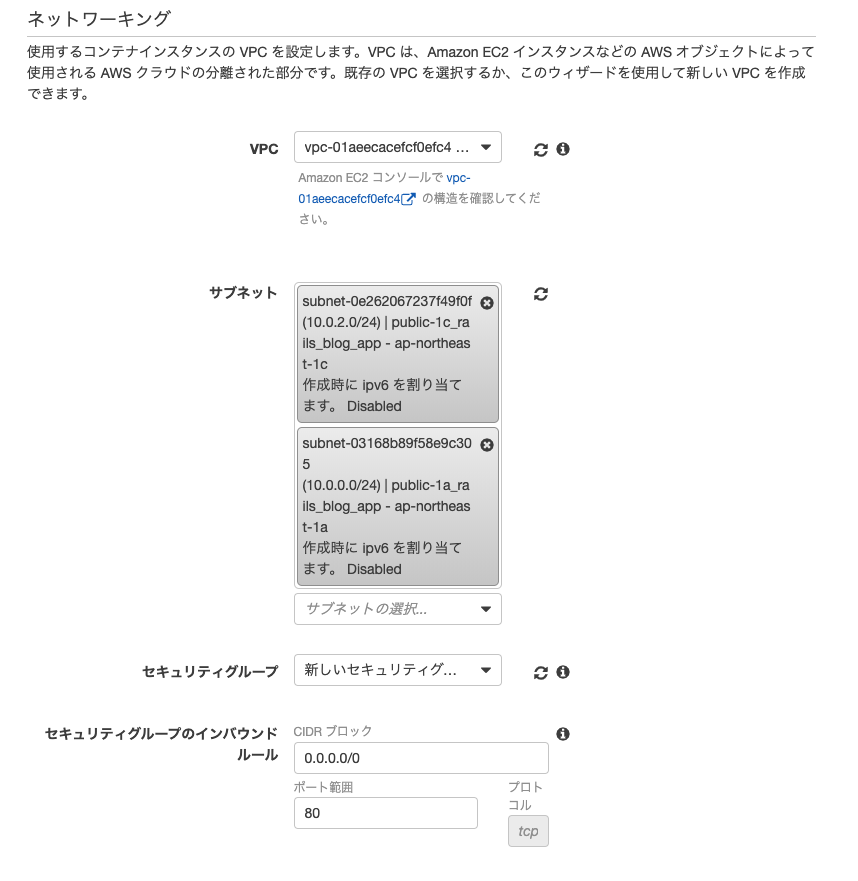 ネットワーキング
使用するコンテナインスタンスの VPC を設定します。VPC は、Amazon EC2 インスタンスなどの AWS オブジェクトによって
使用される AWS クラウドの分離された部分です。既存の VPC を選択するか、このウィザードを使用して新しい VPC を作成
できます。
VPC
vpc-01aeecacefcf0efc4 ...
Amazon EC2 コンソールで vpc-
01aeecacefcf0efc4 の構造を確認してくだ
さい。
サブネット
subnet-0e262067237f49f0f
(10.0.2.0/24) | public-1c_ra
ils_blog_app - ap-northeas
t-1c
作成時に ipv6 を割り当て
ます。 Disabled
subnet-03168b89f58e9c30
5
(10.0.0.0/24) | public-1a_ra
ils_blog_app - ap-northeas
t-1a
作成時に ipv6 を割り当て
ます。 Disabled
サブネットの選択...
セキュリティグループ
新しいセキュリティグ...
セキュリティグループのインバウンド
ルール
CIDR ブロック
0.0.0.0/0
ポート範囲
80
プロト
コル
tcp